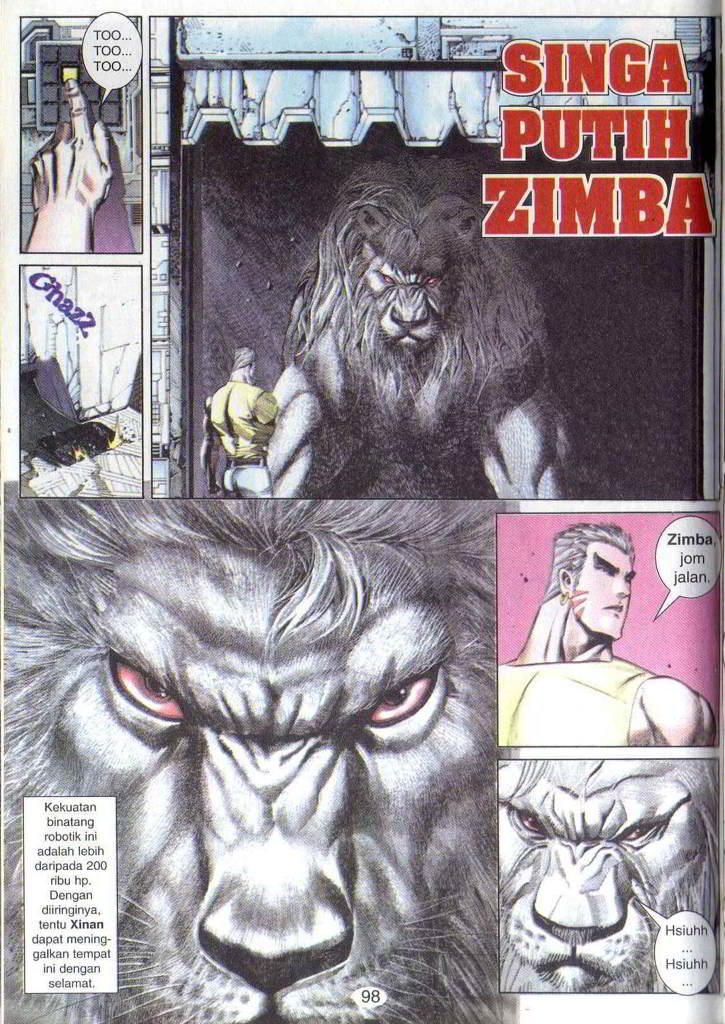 TOO...
TOO...
TOO...
SINGA
PUTIH
ZIMBA
Ghazz
Zimba,
jom
jalan.
Kekuatan
binatang
robotik ini
adalah lebih
daripada 200
ribu hp.
Dengan
diiringinya,
tentu Xinan
dapat mening-
galkan tempat
ini dengan
selamat.
Hsiuhh
...
Hsiuhh
...
98